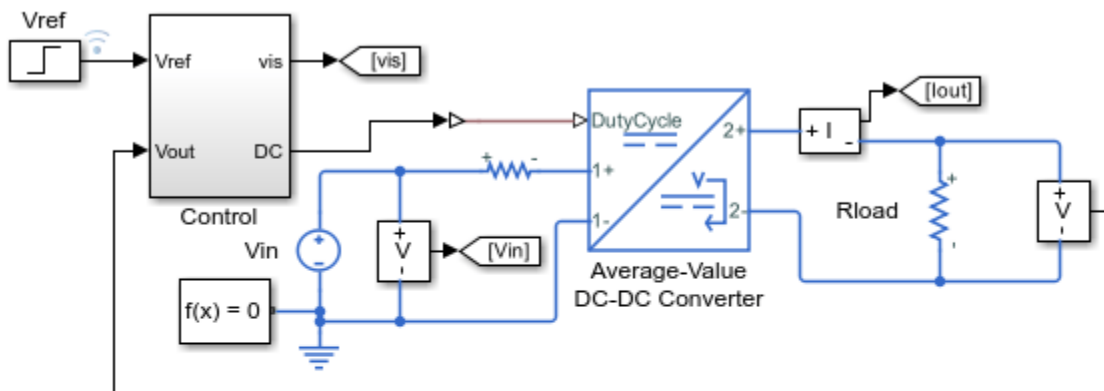 Vref
Vref
vis
[vis]
[Iout]
DutyCycle
2+
+ I
-
Vout
DC
1+
V
+
-
+
+
V
-
Rload
1-
2-
Control
Vin
+
-
+
V
-
[Vin]
Average-Value
DC-DC Converter
f(x) = 0